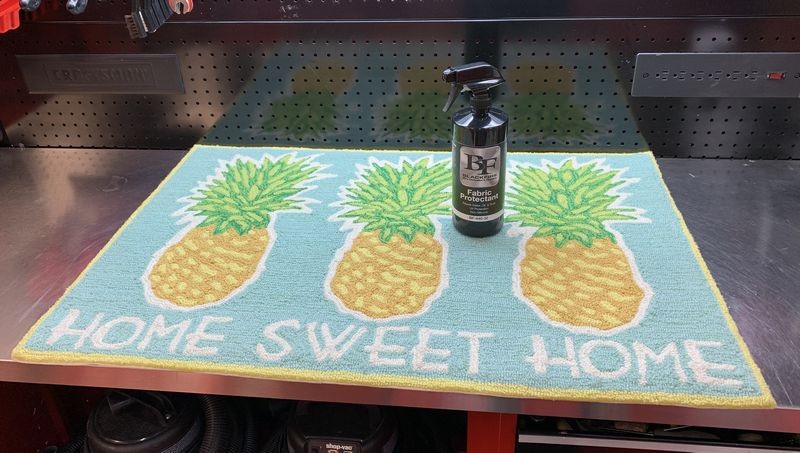 CRAFTSMAN
BF
BLACKFIRE
Fabric
Protectant
HOME SWEET HOME
shop-vac